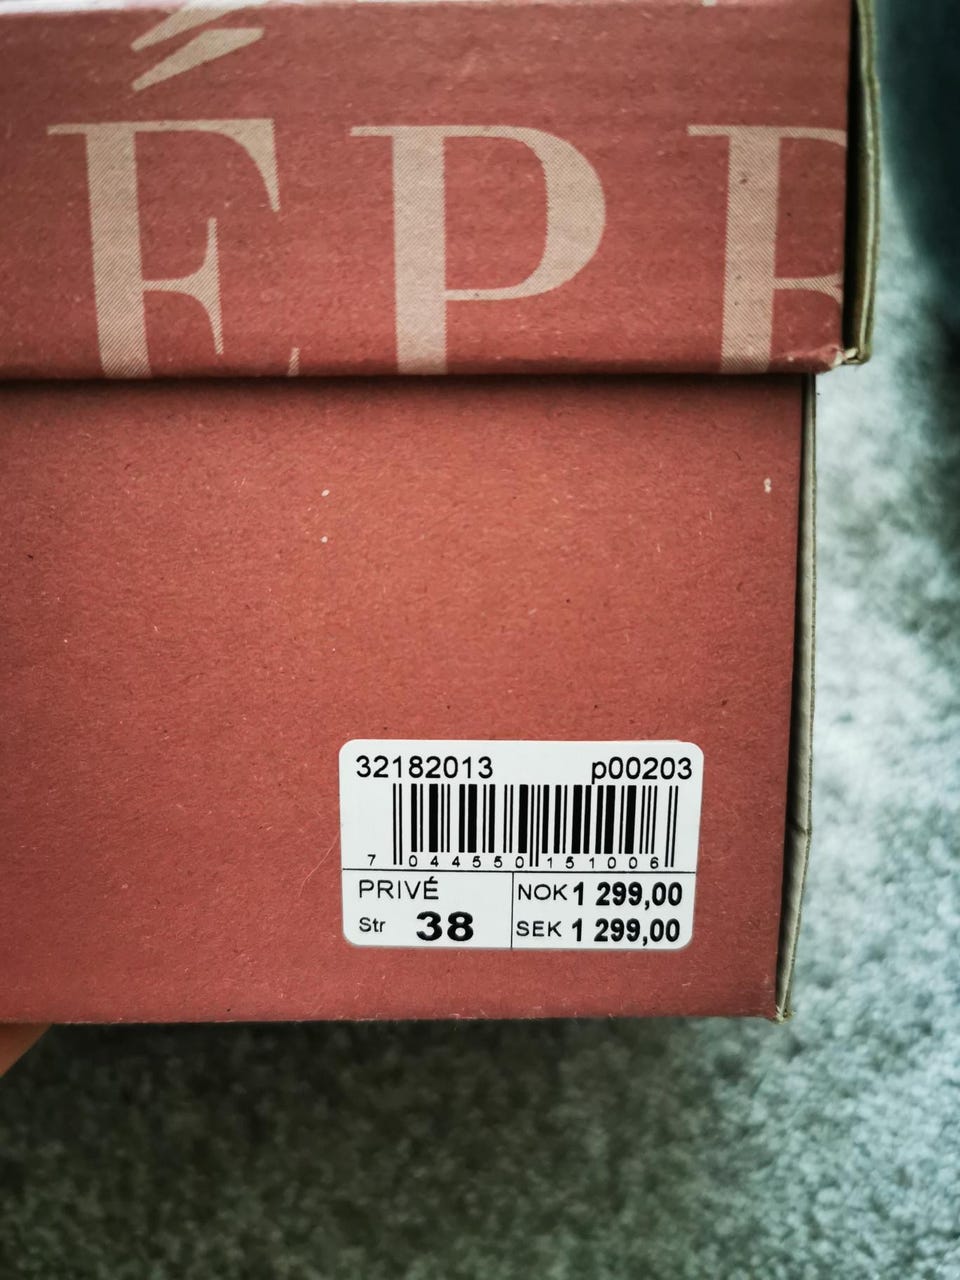 ÉPR
32182013 p00203
7 044550 151006
PRIVÉ
NOK 1 299,00
Str 38
SEK 1 299,00